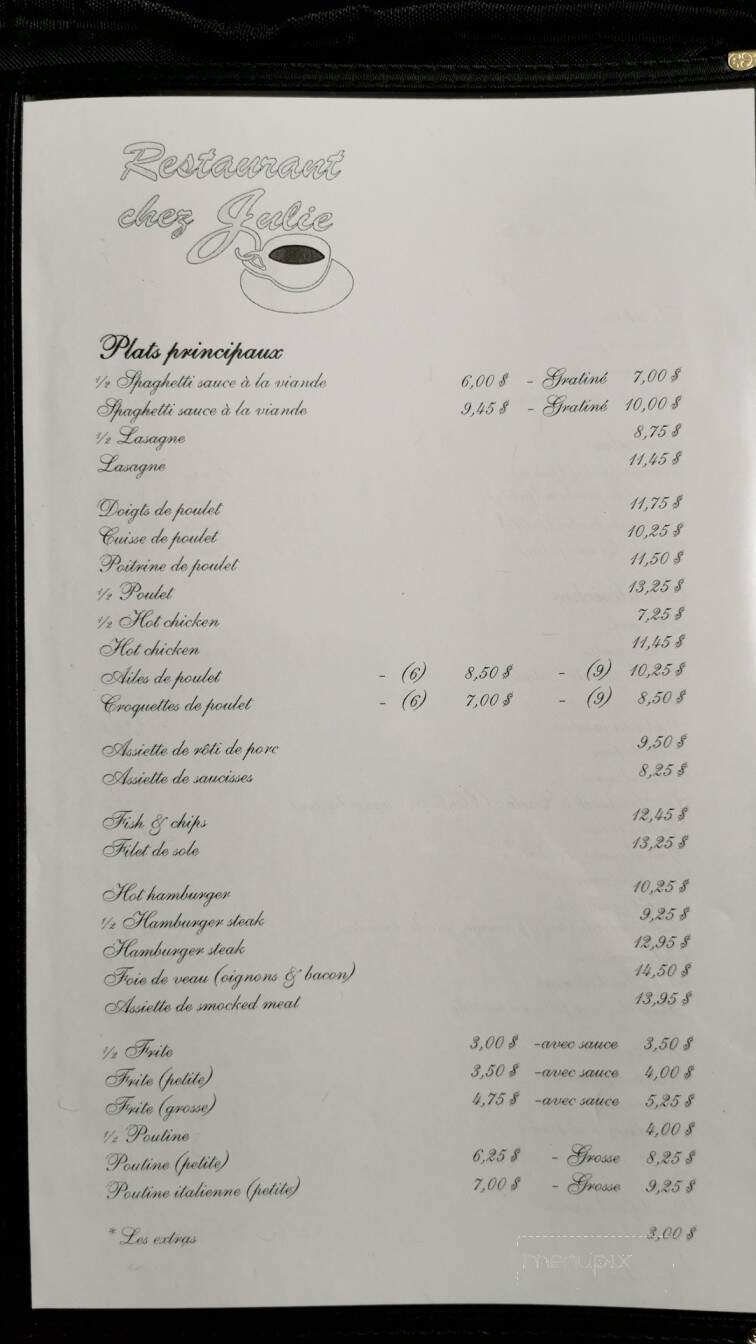 Restaurant
chez Julie
Plats principaux
1/2 Spaghetti sauce à la viande 6,00 $ - Gratiné 7,00 $
Spaghetti sauce à la viande 9,45 $ - Gratiné 10,00 $
1/2 Lasagne 8,75 $
Lasagne 11,45 $
Doigts de poulet 11,75 $
Cuisse de poulet 10,25 $
Poitrine de poulet 11,50 $
1/2 Poulet 13,25 $
1/2 Hot chicken 7,25 $
Hot chicken 11,45 $
Ailes de poulet - (6) 8,50 $ - (9) 10,25 $
Croquettes de poulet - (6) 7,00 $ - (9) 8,50 $
Assiette de rôti de porc 9,50 $
Assiette de saucisses 8,25 $
Fish & chips 12,45 $
Filet de sole 13,25 $
Hot hamburger 10,25 $
1/2 Hamburger steak 9,25 $
Hamburger steak 12,95 $
Foie de veau (oignons & bacon) 14,50 $
Assiette de smocked meat 13,95 $
1/2 Frite 3,00 $ -avec sauce 3,50 $
Frite (petite) 3,50 $ -avec sauce 4,00 $
Frite (grosse) 4,75 $ -avec sauce 5,25 $
1/2 Poutine 4,00 $
Poutine (petite) 6,25 $ - Grosse 8,25 $
Poutine italienne (petite) 7,00 $ - Grosse 9,25 $
* Les extras 3,00 $
menupix